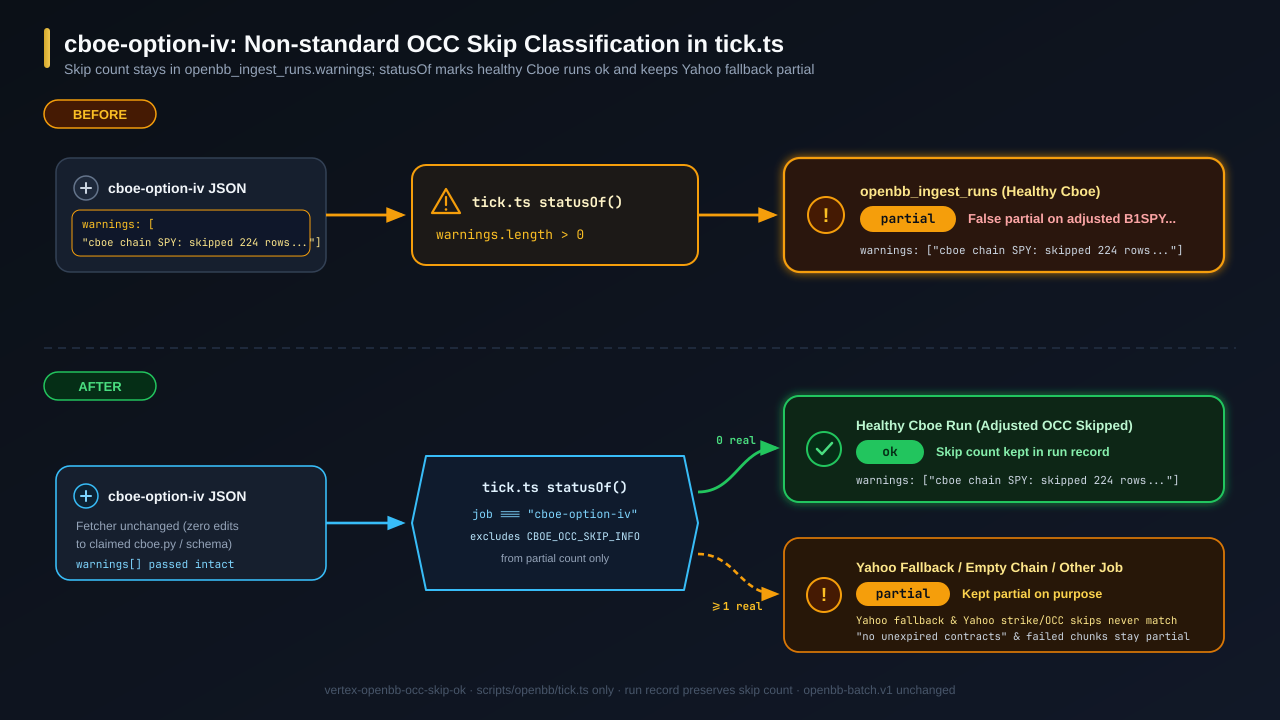 cboe-option-iv: Non-standard OCC Skip Classification in tick.ts
Skip count stays in openbb_ingest_runs.warnings; statusOf marks healthy Cboe runs ok and keeps Yahoo fallback partial
BEFORE
cboe-option-iv JSON
warnings: [
"cboe chain SPY: skipped 224 rows..."]
tick.ts statusOf()
warnings.length > 0
openbb_ingest_runs (Healthy Cboe)
!
partial
False partial on adjusted B1SPY...
warnings: ["cboe chain SPY: skipped 224 rows..."]
AFTER
cboe-option-iv JSON
Fetcher unchanged (zero edits
to claimed cboe.py / schema)
warnings[] passed intact
tick.ts statusOf()
job === "cboe-option-iv"
excludes CBOE_OCC_SKIP_INFO
from partial count only
0 real
≥1 real
Healthy Cboe Run (Adjusted OCC Skipped)
ok
Skip count kept in run record
warnings: ["cboe chain SPY: skipped 224 rows..."]
Yahoo Fallback / Empty Chain / Other Job
!
partial
Kept partial on purpose
Yahoo fallback & Yahoo strike/OCC skips never match
"no unexpired contracts" & failed chunks stay partial
vertex-openbb-occ-skip-ok · scripts/openbb/tick.ts only · run record preserves skip count · openbb-batch.v1 unchanged